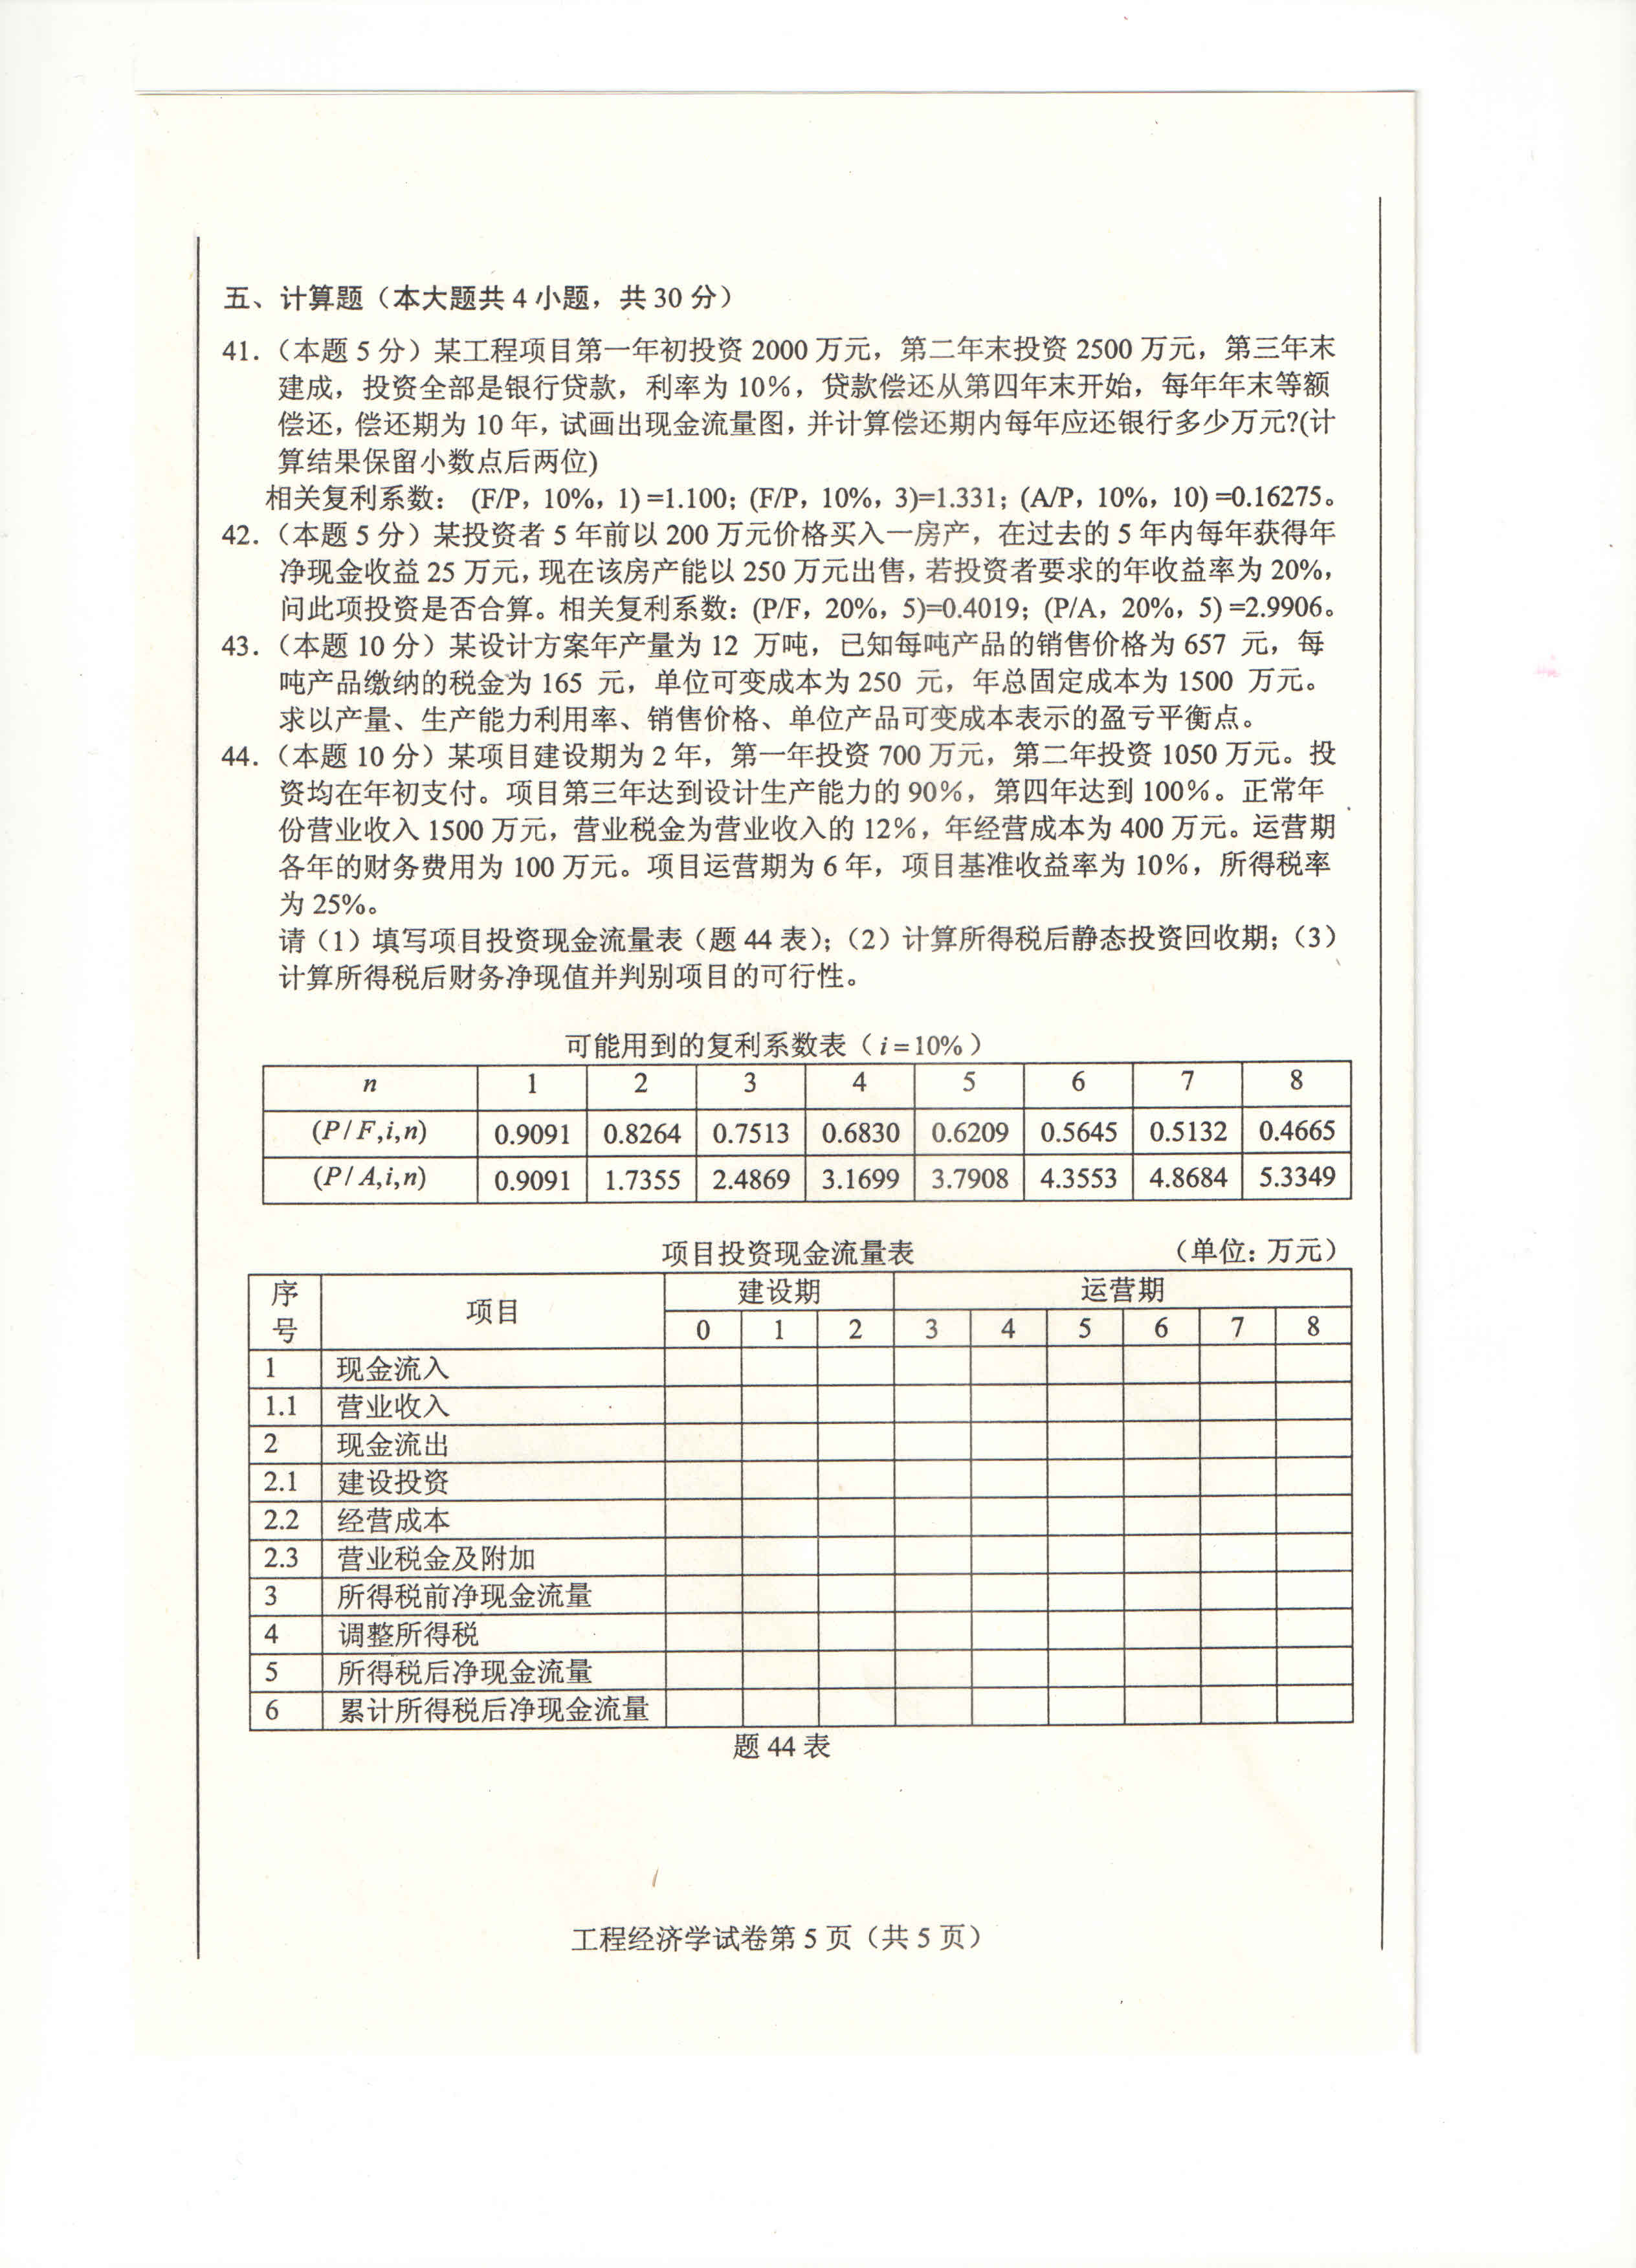 五、计算题（本大题共 4 小题，共 30 分）
41．（本题 5 分）某工程项目第一年初投资 2000 万元，第二年末投资 2500 万元，第三年末
建成，投资全部是银行贷款，利率为 10%，贷款偿还从第四年末开始，每年年末等额
偿还，偿还期为 10 年，试画出现金流量图，并计算偿还期内每年应还银行多少万元?(计
算结果保留小数点后两位)
相关复利系数： (F/P，10%，1) =1.100；(F/P，10%，3)=1.331；(A/P，10%，10) =0.16275。
42．（本题 5 分）某投资者 5 年前以 200 万元价格买入一房产，在过去的 5 年内每年获得年
净现金收益 25 万元，现在该房产能以 250 万元出售，若投资者要求的年收益率为 20%，
问此项投资是否合算。相关复利系数：(P/F，20%，5)=0.4019；(P/A，20%，5) =2.9906。
43．（本题 10 分）某设计方案年产量为 12 万吨，已知每吨产品的销售价格为 657 元，每
吨产品缴纳的税金为 165 元，单位可变成本为 250 元，年总固定成本为 1500 万元。
求以产量、生产能力利用率、销售价格、单位产品可变成本表示的盈亏平衡点。
44．（本题 10 分）某项目建设期为 2 年，第一年投资 700 万元，第二年投资 1050 万元。投
资均在年初支付。项目第三年达到设计生产能力的 90%，第四年达到 100%。正常年
份营业收入 1500 万元，营业税金为营业收入的 12%，年经营成本为 400 万元。运营期
各年的财务费用为 100 万元。项目运营期为 6 年，项目基准收益率为 10%，所得税率
为 25%。
请（1）填写项目投资现金流量表（题 44 表）；（2）计算所得税后静态投资回收期；（3）
计算所得税后财务净现值并判别项目的可行性。
可能用到的复利系数表（ i = 10% ）
n 1 2 3 4 5 6 7 8
(P / F,i,n) 0.9091 0.8264 0.7513 0.6830 0.6209 0.5645 0.5132 0.4665
(P / A,i,n) 0.9091 1.7355 2.4869 3.1699 3.7908 4.3553 4.8684 5.3349
项目投资现金流量表 （单位：万元）
序号 项目 建设期 运营期
0 1 2 3 4 5 6 7 8
1 现金流入
1.1 营业收入
2 现金流出
2.1 建设投资
2.2 经营成本
2.3 营业税金及附加
3 所得税前净现金流量
4 调整所得税
5 所得税后净现金流量
6 累计所得税后净现金流量
题 44 表
工程经济学试卷第 5 页（共 5 页）